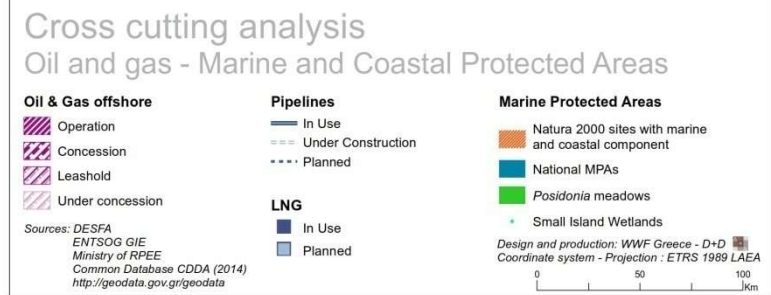 Cross cutting analysis
Oil and gas - Marine and Coastal Protected Areas
Oil & Gas offshore
Operation
Concession
Leashold
Under concession
Sources: DESFA
ENTSOG GIE
Ministry of RPEE
Common Database CDDA (2014)
http://geodata.gov.gr/geodata
Pipelines
In Use
Under Construction
Planned
LNG
In Use
Planned
Marine Protected Areas
Natura 2000 sites with marine
and coastal component
National MPAs
Posidonia meadows
Small Island Wetlands
Design and production: WWF Greece - D+D
Coordinate system - Projection : ETRS 1989 LAEA
0 50 100
Km